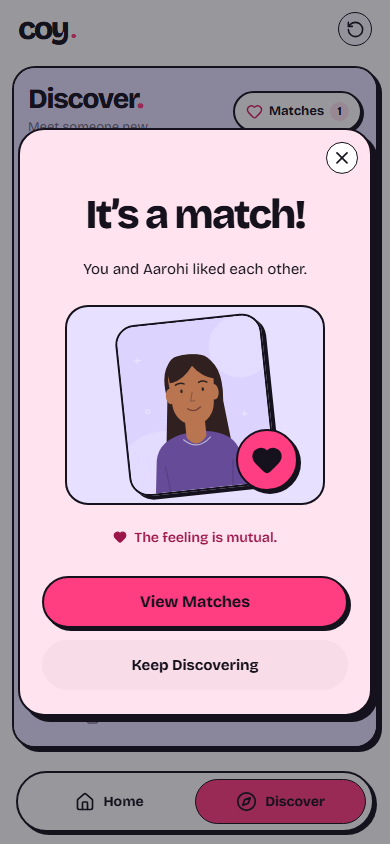 coy.
Discover.
Matches 1
Meet someone new
It's a match!
You and Aarohi liked each other.
The feeling is mutual.
View Matches
Keep Discovering
Home
Discover